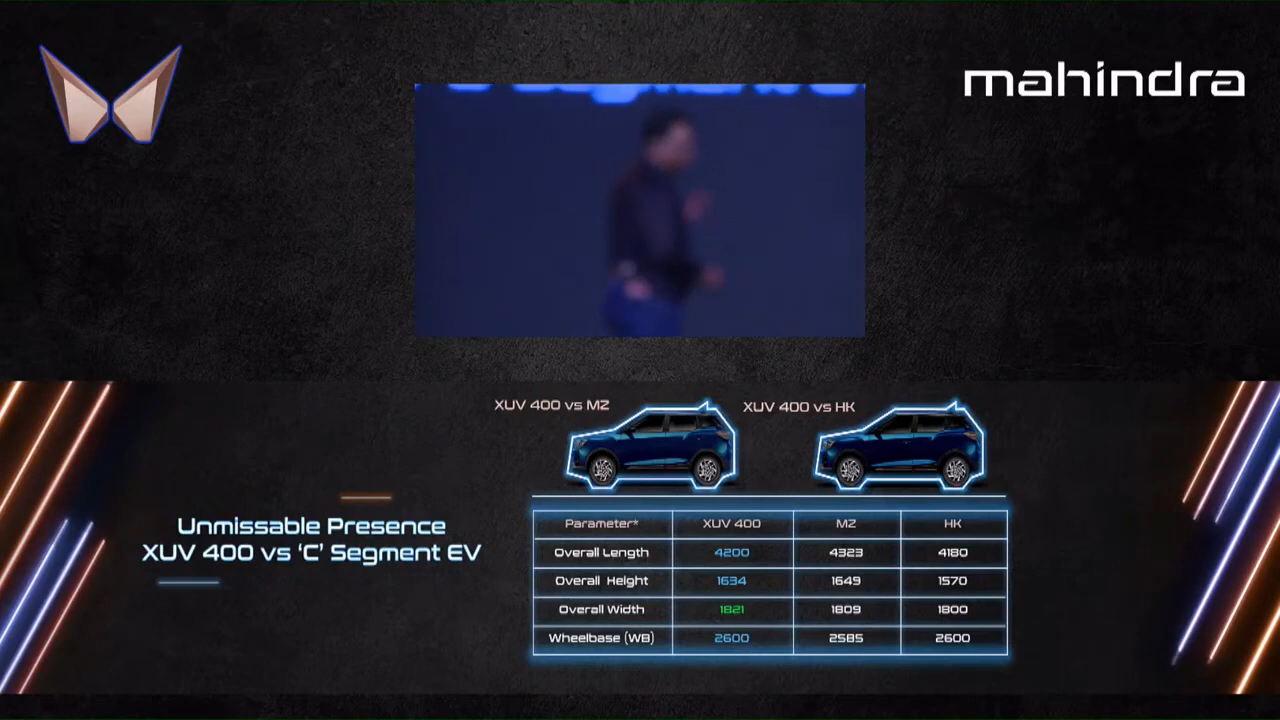 mahindra
XUV 400 vs MZ
XUV 400 vs HK
Unmissable Presence
XUV 400 vs ‘C’ Segment EV
Parameter* XUV 400 MZ HK
Overall Length 4200 4323 4180
Overall Height 1634 1649 1570
Overall Width 1821 1809 1800
Wheelbase (WB) 2600 2585 2600